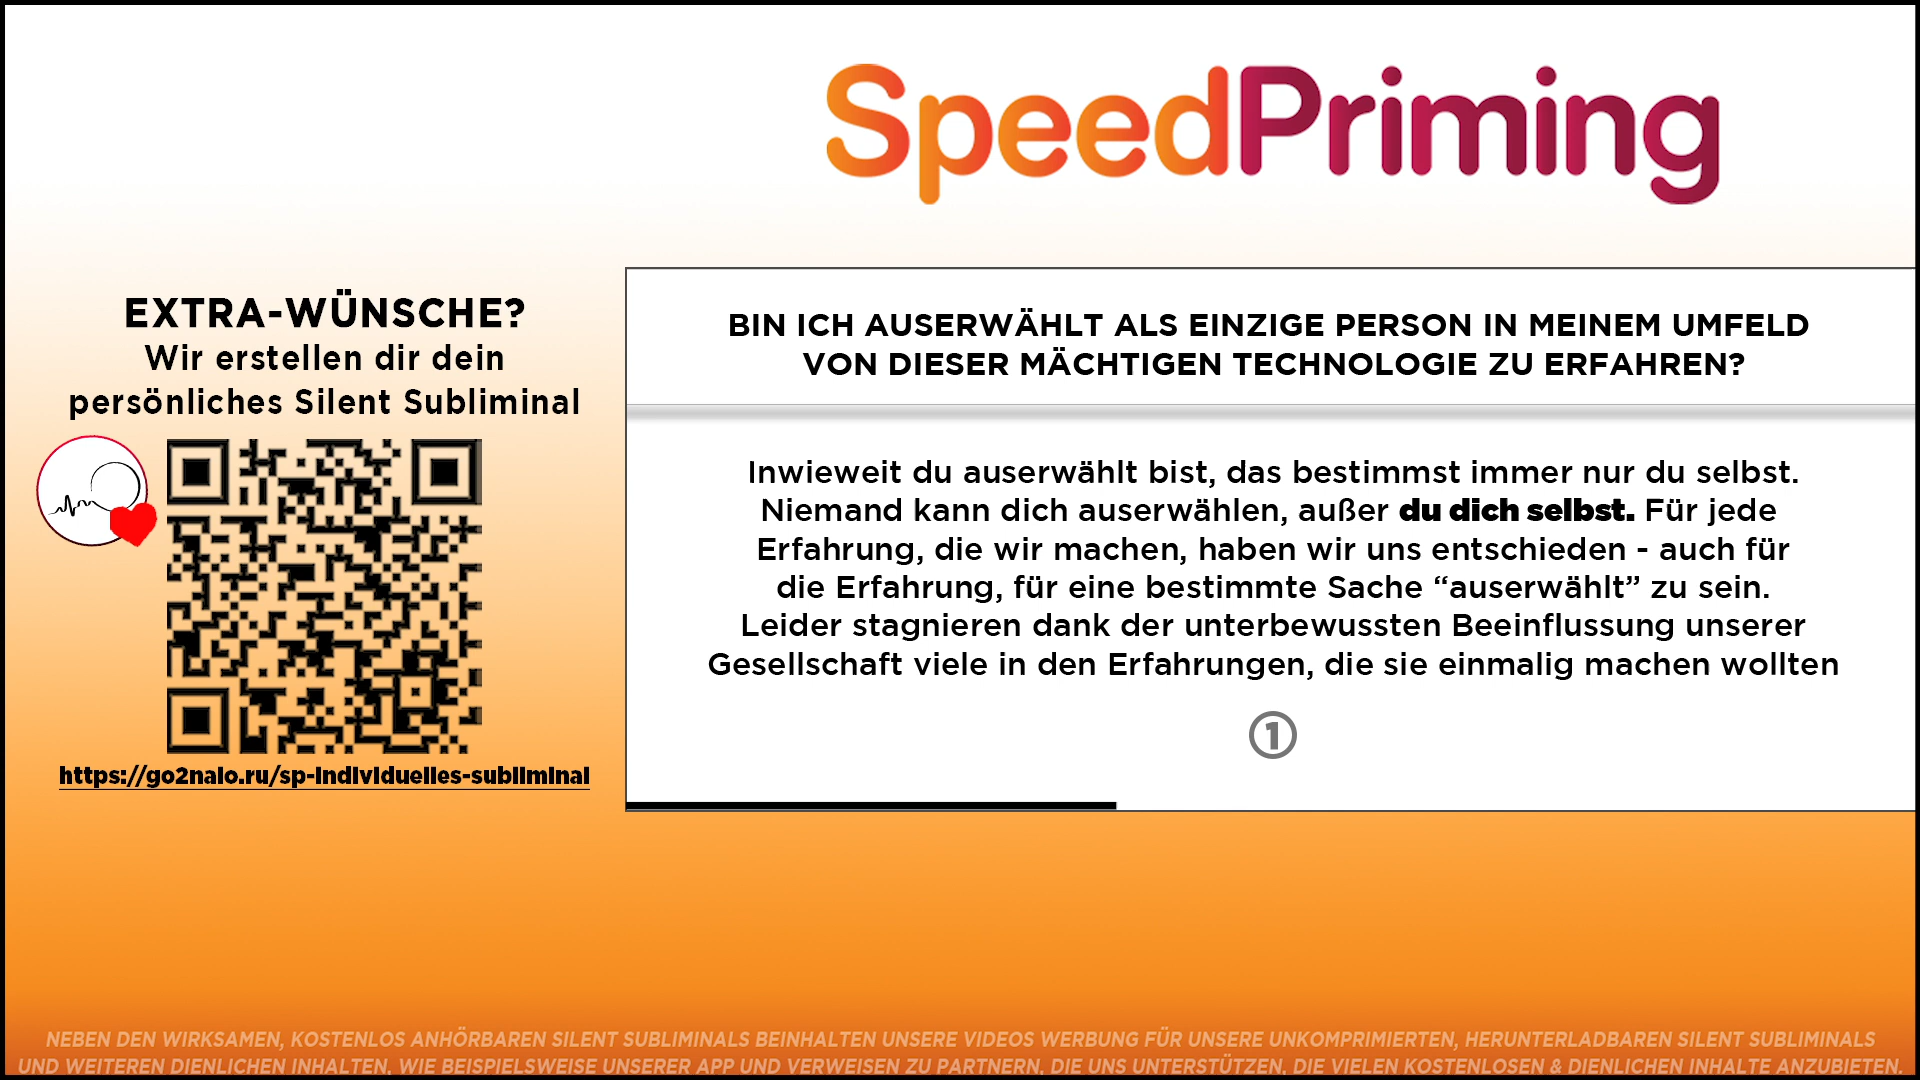 SpeedPriming
EXTRA-WÜNSCHE?
Wir erstellen dir dein
persönliches Silent Subliminal
https://go2nalo.ru/sp-individuelles-subliminal
BIN ICH AUSERWÄHLT ALS EINZIGE PERSON IN MEINEM UMFELD
VON DIESER MÄCHTIGEN TECHNOLOGIE ZU ERFAHREN?
Inwieweit du auserwählt bist, das bestimmst immer nur du selbst.
Niemand kann dich auserwählen, außer du dich selbst. Für jede
Erfahrung, die wir machen, haben wir uns entschieden - auch für
die Erfahrung, für eine bestimmte Sache “auserwählt” zu sein.
Leider stagnieren dank der unterbewussten Beeinflussung unserer
Gesellschaft viele in den Erfahrungen, die sie einmalig machen wollten
1
NEBEN DEN WIRKSAMEN, KOSTENLOS ANHÖRBAREN SILENT SUBLIMINALS BEINHALTEN UNSERE VIDEOS WERBUNG FÜR UNSERE UNKOMPRIMIERTEN, HERUNTERLADBAREN SILENT SUBLIMINALS
UND WEITEREN DIENLICHEN INHALTEN, WIE BEISPIELSWEISE UNSERER APP UND VERWEISEN ZU PARTNERN, DIE UNS UNTERSTÜTZEN, DIE VIELEN KOSTENLOSEN & DIENLICHEN INHALTE ANZUBIETEN.